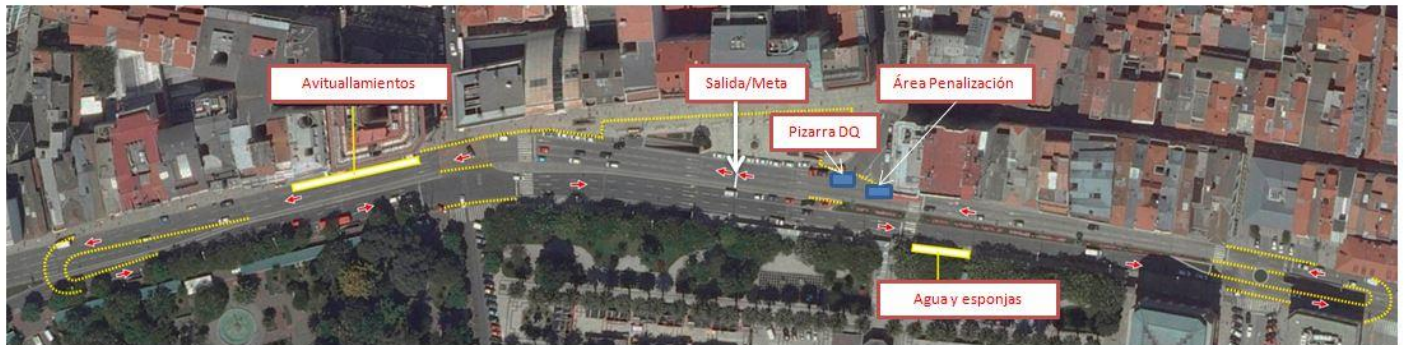 Avituallamientos
Salida/Meta
Área Penalización
Pizarra DQ
Agua y esponjas